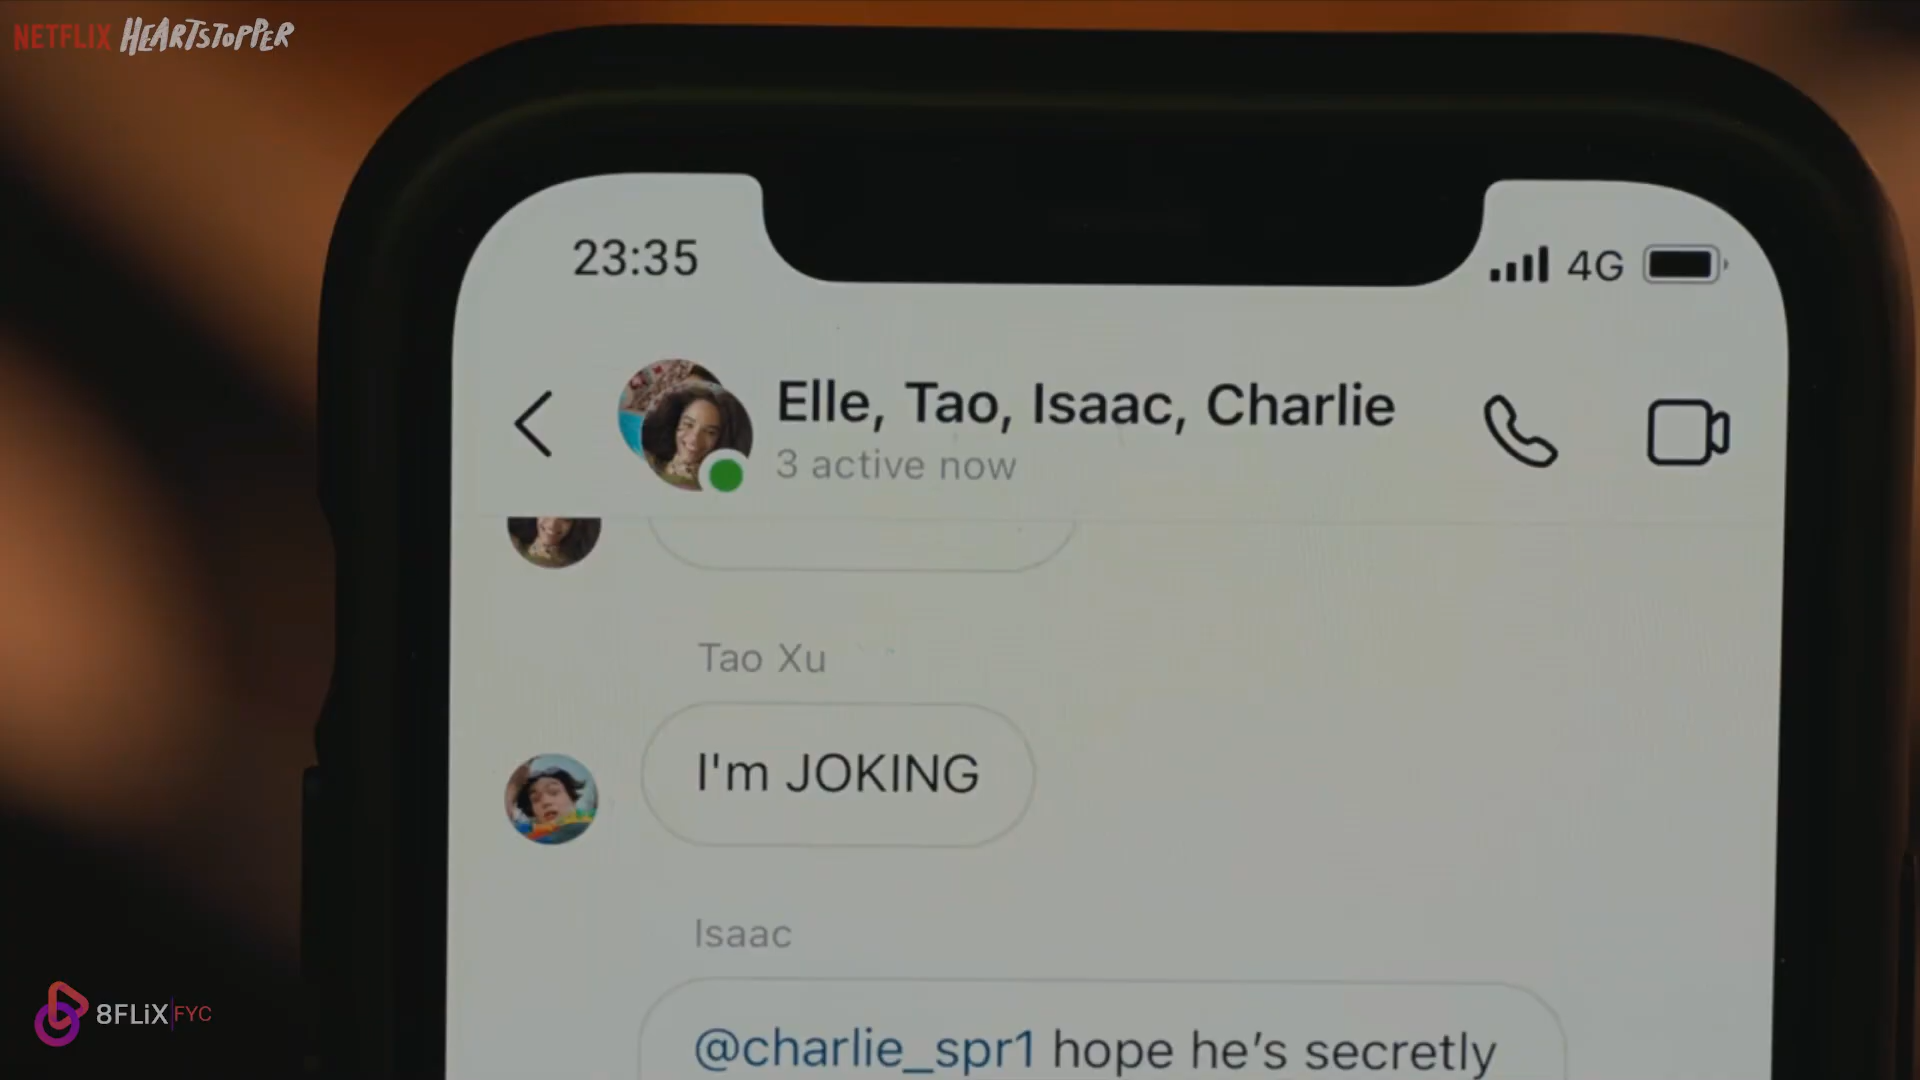 NETFLIX HEARTSTOPPER
23:35
4G
Elle, Tao, Isaac, Charlie
3 active now
Tao Xu
I'm JOKING
Isaac
@charlie_spr1 hope he's secretly
8FLiX|FYC